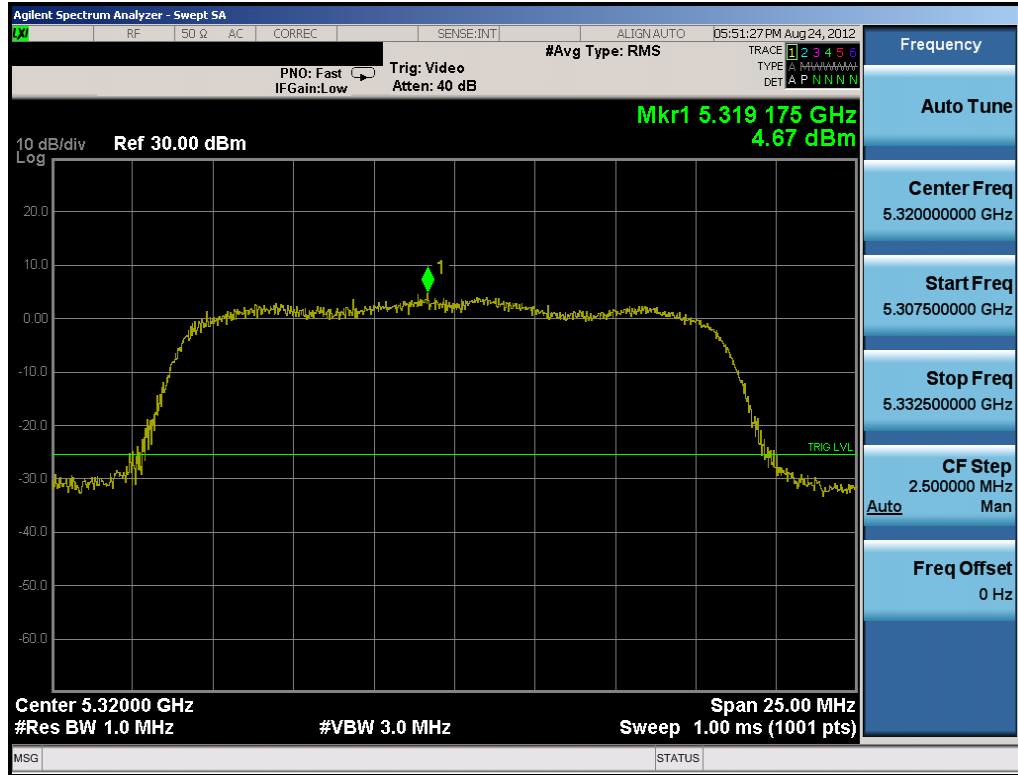 Agilent Spectrum Analyzer - Swept SA
LXI RF 50 Ω AC CORREC SENSE:INT ALIGN AUTO 05:51:27 PM Aug 24, 2012
#Avg Type: RMS
TRACE 1 2 3 4 5 6
PNO: Fast Trig: Video
TYPE A M W W W W W
IFGain:Low Atten: 40 dB
DET A P N N N N
Mkr1 5.319 175 GHz
4.67 dBm
10 dB/div Ref 30.00 dBm
Log
20.0
10.0
1
0.00
-10.0
-20.0
TRIG LVL
-30.0
-40.0
-50.0
-60.0
Center 5.32000 GHz Span 25.00 MHz
#Res BW 1.0 MHz #VBW 3.0 MHz Sweep 1.00 ms (1001 pts)
MSG STATUS
Frequency
Auto Tune
Center Freq
5.320000000 GHz
Start Freq
5.307500000 GHz
Stop Freq
5.332500000 GHz
CF Step
2.500000 MHz
Auto Man
Freq Offset
0 Hz